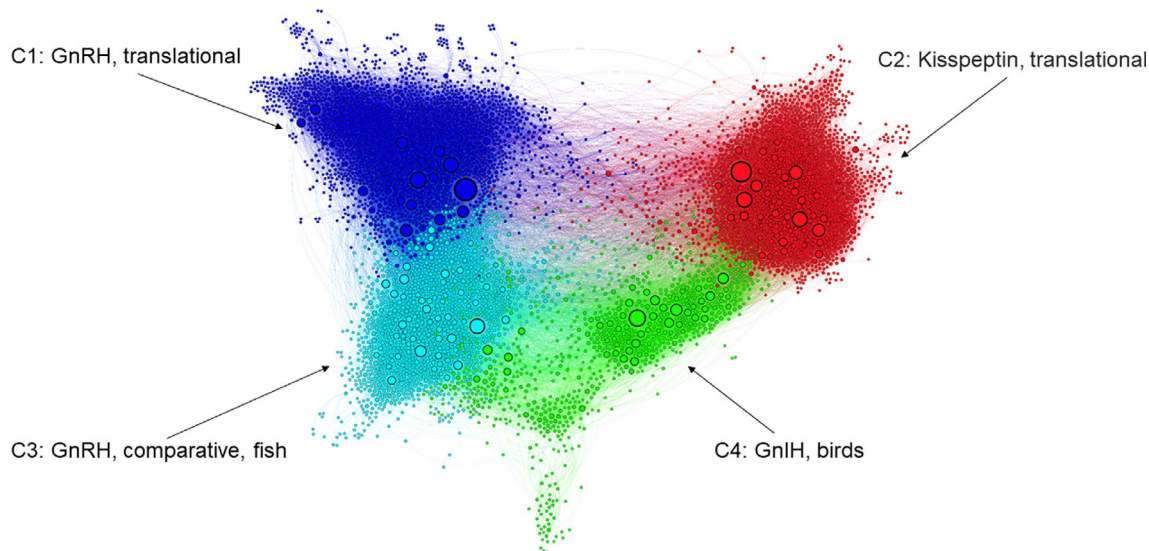 C1: GnRH, translational
C2: Kisspeptin, translational
C3: GnRH, comparative, fish
C4: GnIH, birds